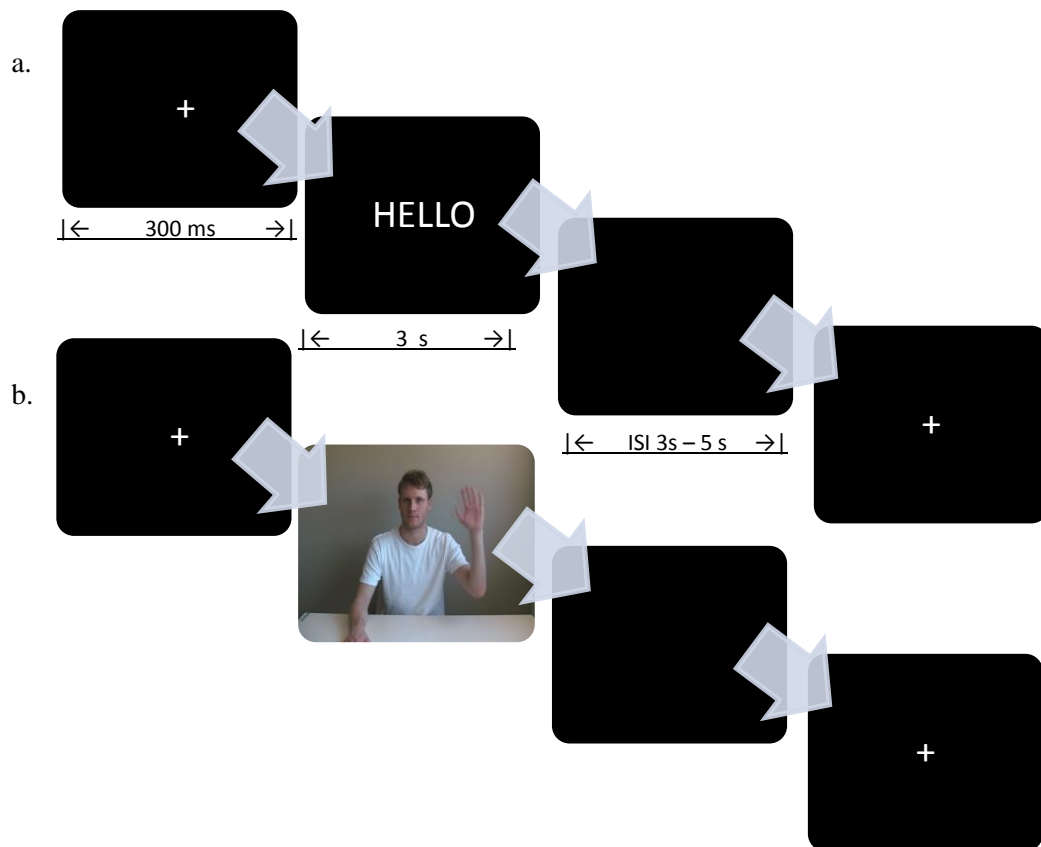 a.
+
HELLO
|← 300 ms →|
|← 3 s →|
b.
+
|← ISI 3s – 5 s →|
+
+